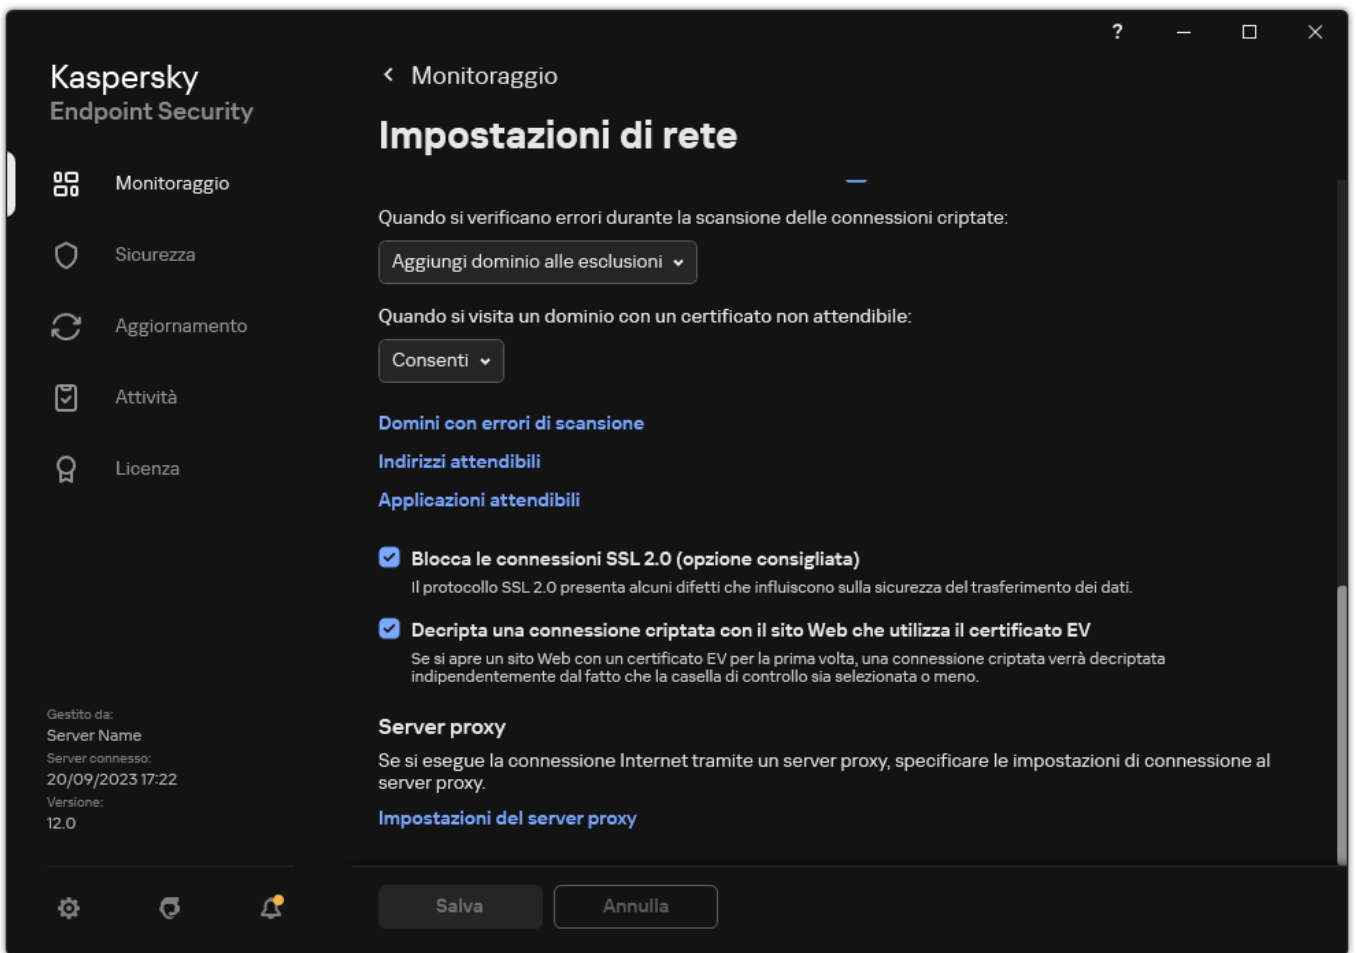 ?
Kaspersky
Endpoint Security
Monitoraggio
Sicurezza
Aggiornamento
Attività
Licenza
Gestito da:
Server Name
Server connesso:
20/09/2023 17:22
Versione:
12.0
Monitoraggio
Impostazioni di rete
Quando si verificano errori durante la scansione delle connessioni criptate:
Aggiungi dominio alle esclusioni
Quando si visita un dominio con un certificato non attendibile:
Consenti
Domini con errori di scansione
Indirizzi attendibili
Applicazioni attendibili
Blocca le connessioni SSL 2.0 (opzione consigliata)
Il protocollo SSL 2.0 presenta alcuni difetti che influiscono sulla sicurezza del trasferimento dei dati.
Decripta una connessione criptata con il sito Web che utilizza il certificato EV
Se si apre un sito Web con un certificato EV per la prima volta, una connessione criptata verrà decriptata
indipendentemente dal fatto che la casella di controllo sia selezionata o meno.
Server proxy
Se si esegue la connessione Internet tramite un server proxy, specificare le impostazioni di connessione al
server proxy.
Impostazioni del server proxy
Salva
Annulla